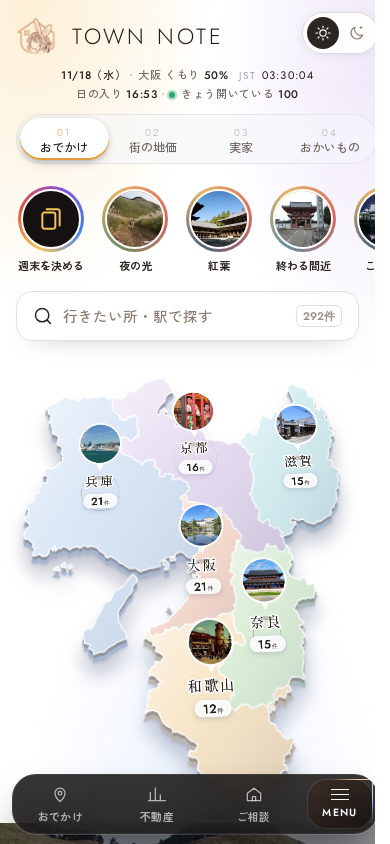 TOWN NOTE
11/18（水）・大阪 くもり 50% JST 03:30:04
日の入り 16:53・きょう開いている 100
01 02 03 04
おでかけ 街の地価 実家 おかいもの
週末を決める 夜の光 紅葉 終わる間近
行きたい所・駅で探す 292件
京都
16件
滋賀
15件
兵庫
21件
大阪
21件
奈良
15件
和歌山
12件
おでかけ 不動産 ご相談 MENU